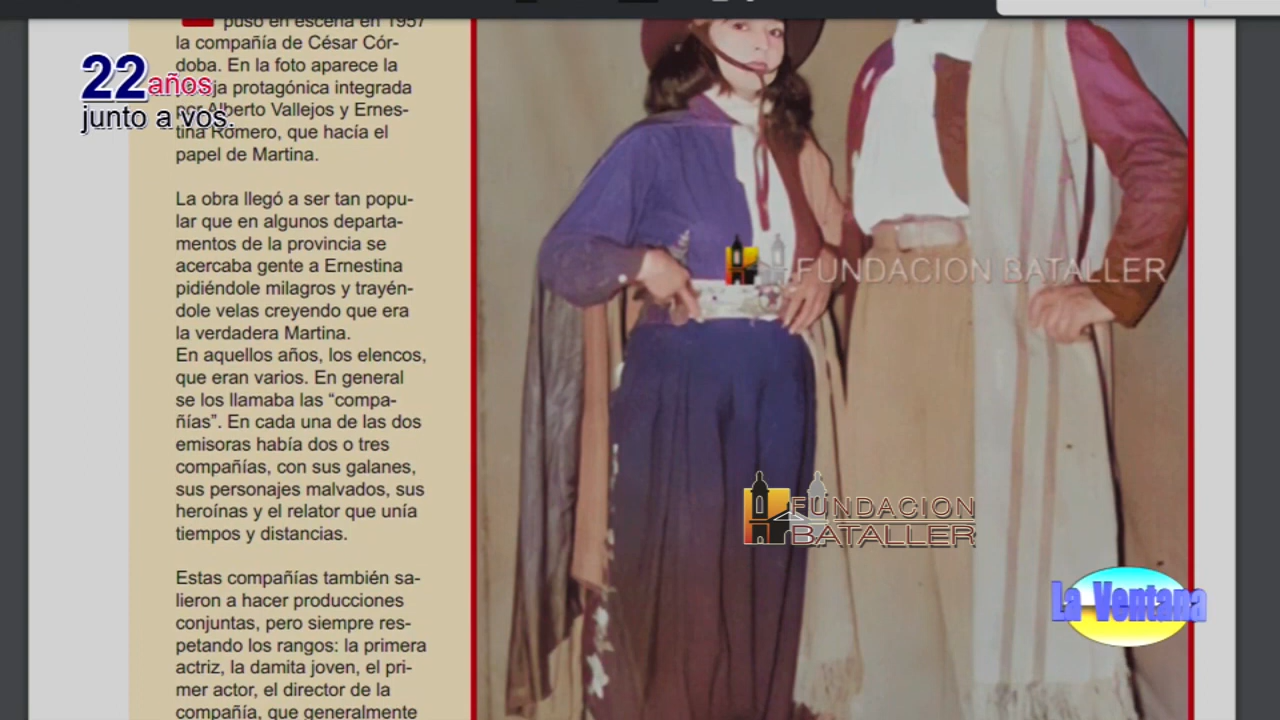 puso en escena en 1957
la compañía de César Cór-
doba. En la foto aparece la
ja protagónica integrada
por Alberto Vallejos y Ernes-
tina Romero, que hacía el
papel de Martina.
La obra llegó a ser tan popu-
lar que en algunos departa-
mentos de la provincia se
acercaba gente a Ernestina
pidiéndole milagros y trayén-
dole velas creyendo que era
la verdadera Martina.
En aquellos años, los elencos,
que eran varios. En general
se los llamaba las “compa-
ñías”. En cada una de las dos
emisoras había dos o tres
compañías, con sus galanes,
sus personajes malvados, sus
heroínas y el relator que unía
tiempos y distancias.
Estas compañías también sa-
lieron a hacer producciones
conjuntas, pero siempre res-
petando los rangos: la primera
actriz, la damita joven, el pri-
mer actor, el director de la
compañía, que generalmente
22 años
junto a vos.
FUNDACION BATALLER
FUNDACION
BATALLER
La Ventana